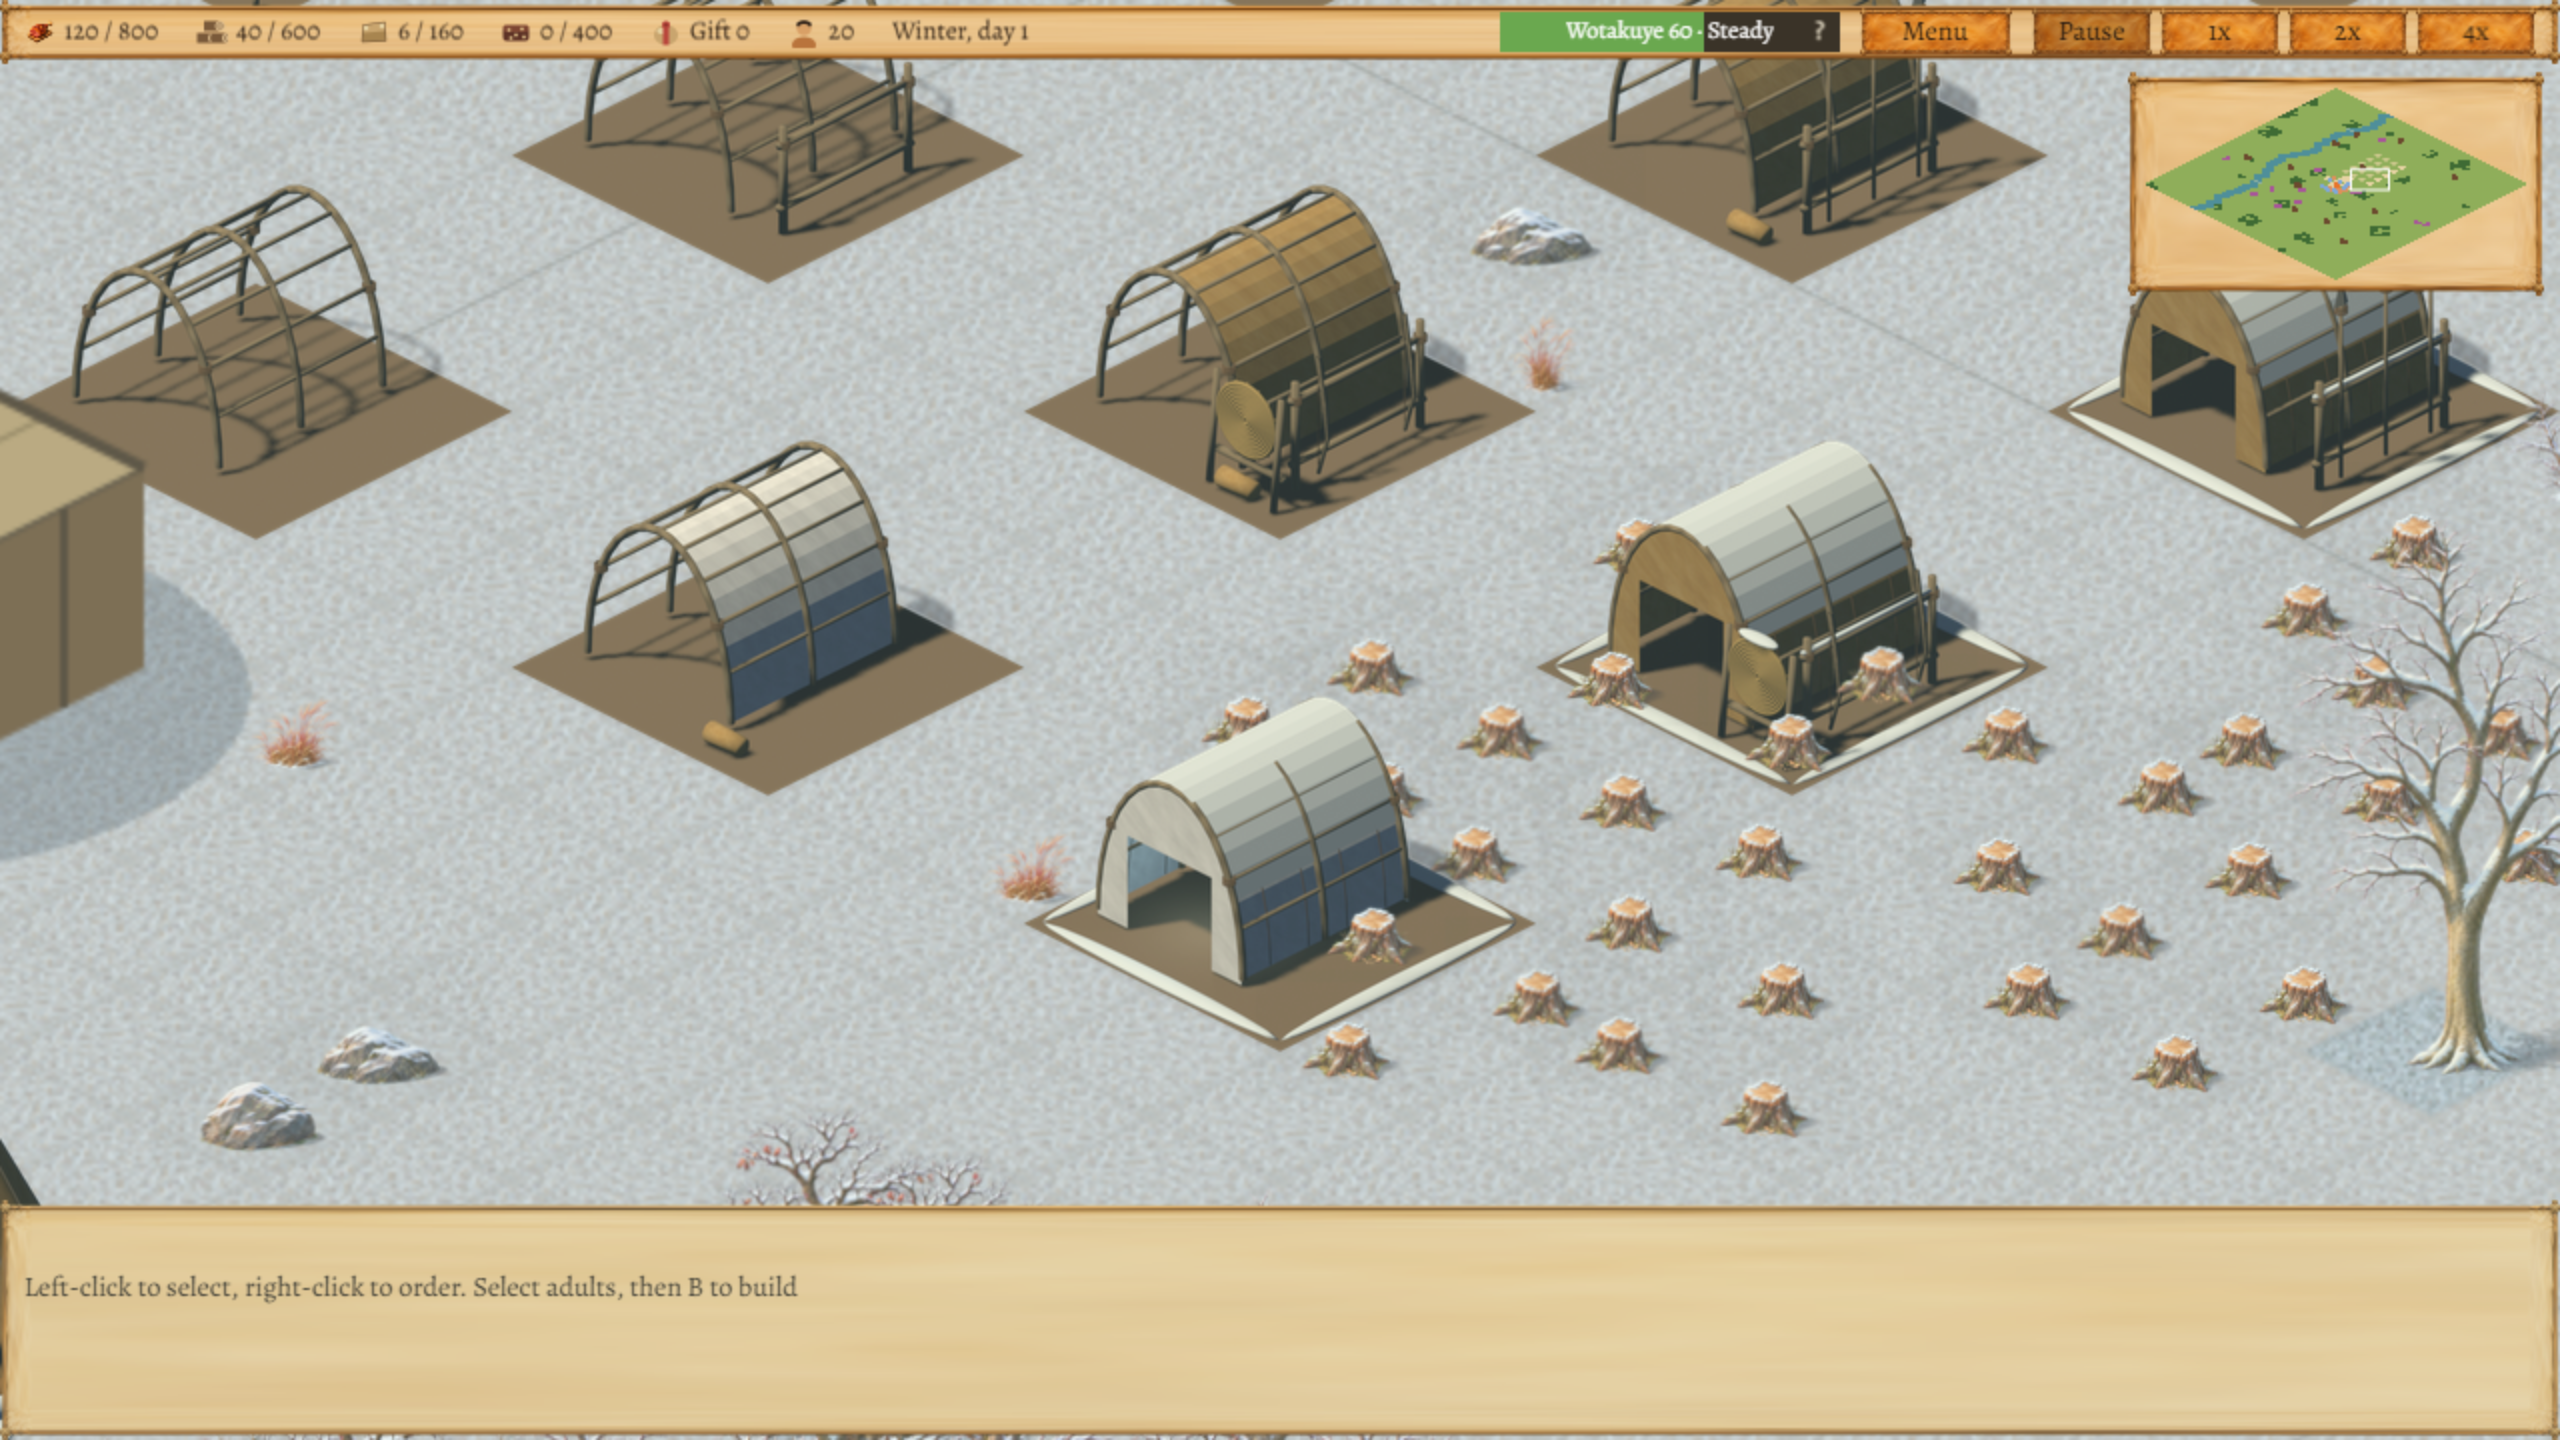 120 / 800 40 / 600 6 / 160 0 / 400 Gift 0 20 Winter, day 1 Wotakuye 60 · Steady ? Menu Pause 1x 2x 4x
Left-click to select, right-click to order. Select adults, then B to build